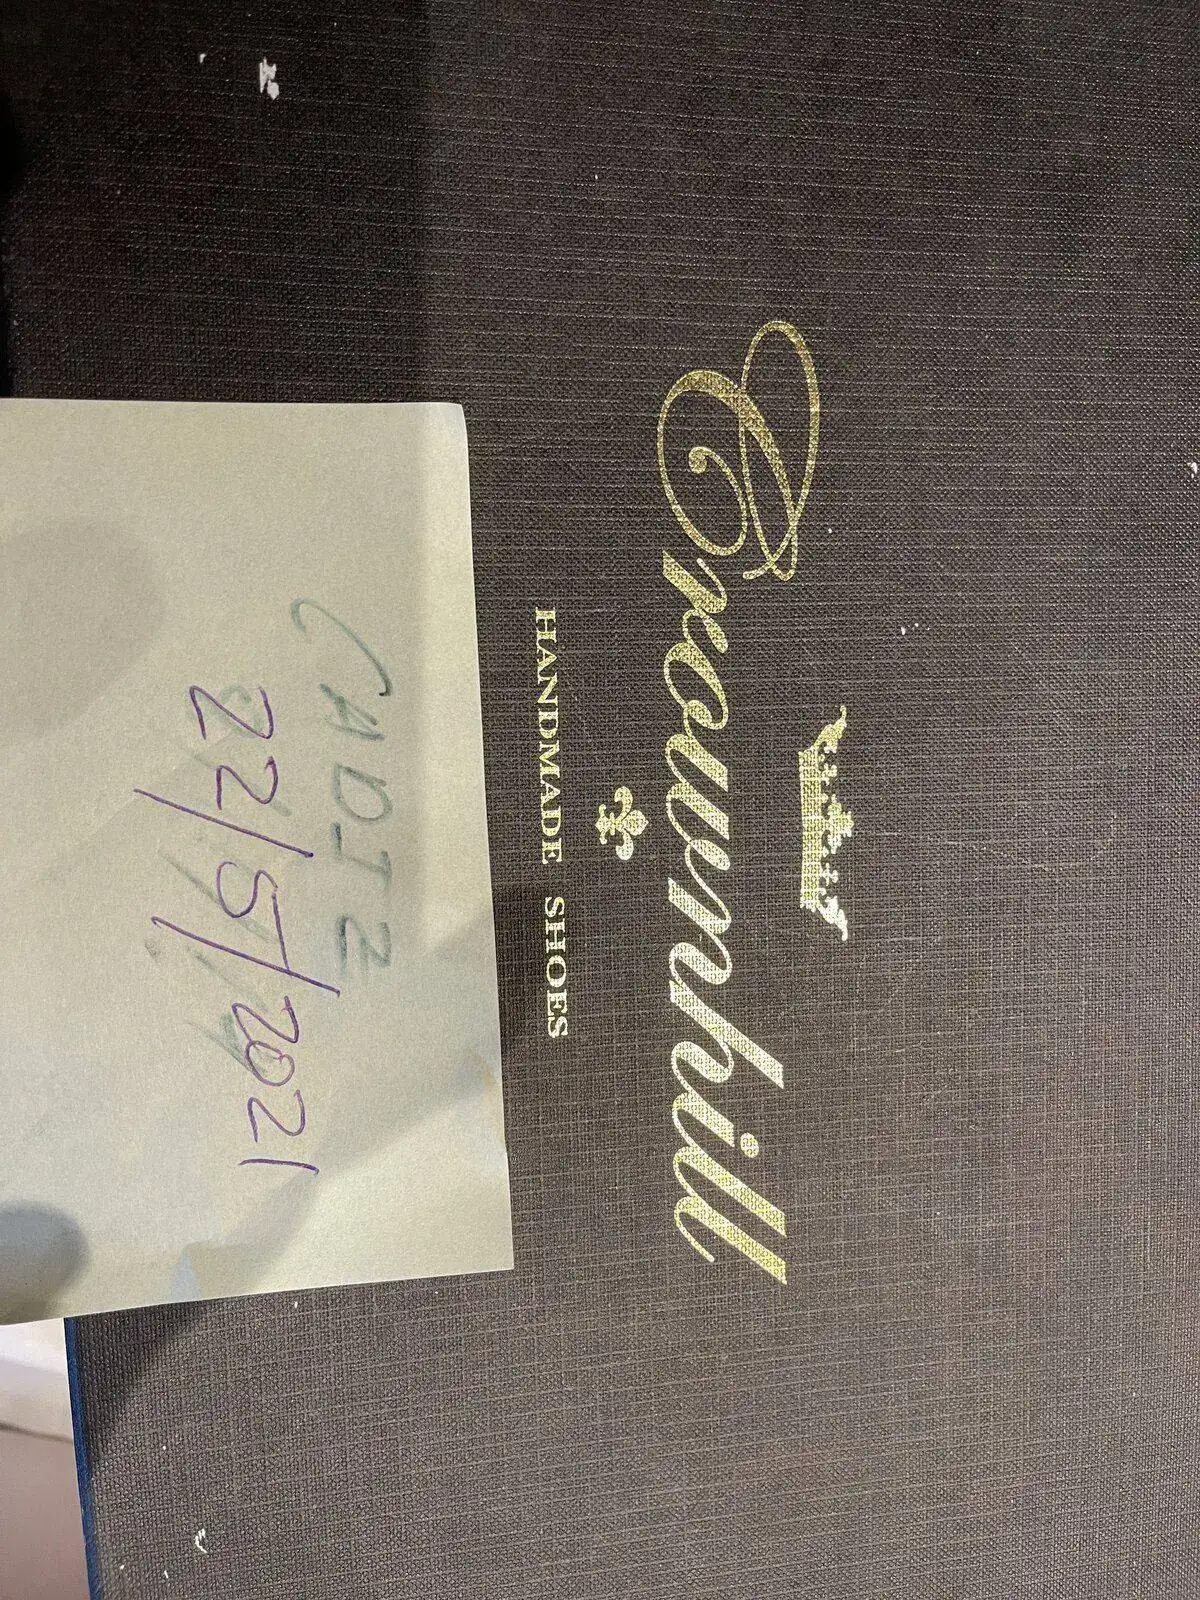 Crownhill
HANDMADE SHOES
CADIZ
22/5/2021